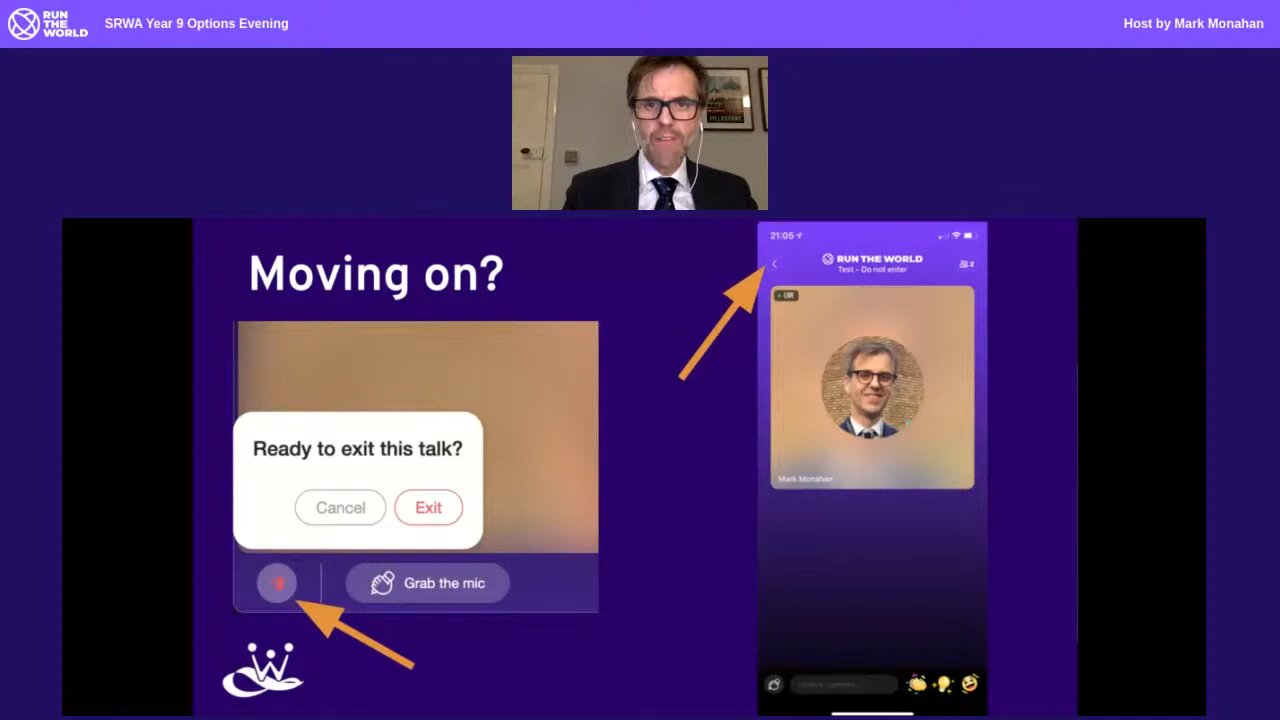 RUN
THE
WORLD
SRWA Year 9 Options Evening
Host by Mark Monahan
MELBOURNE
Moving on?
21:05
RUN THE WORLD
Test - Do not enter
2
LIVE
Mark Monahan
Ready to exit this talk?
Cancel
Exit
Grab the mic
W